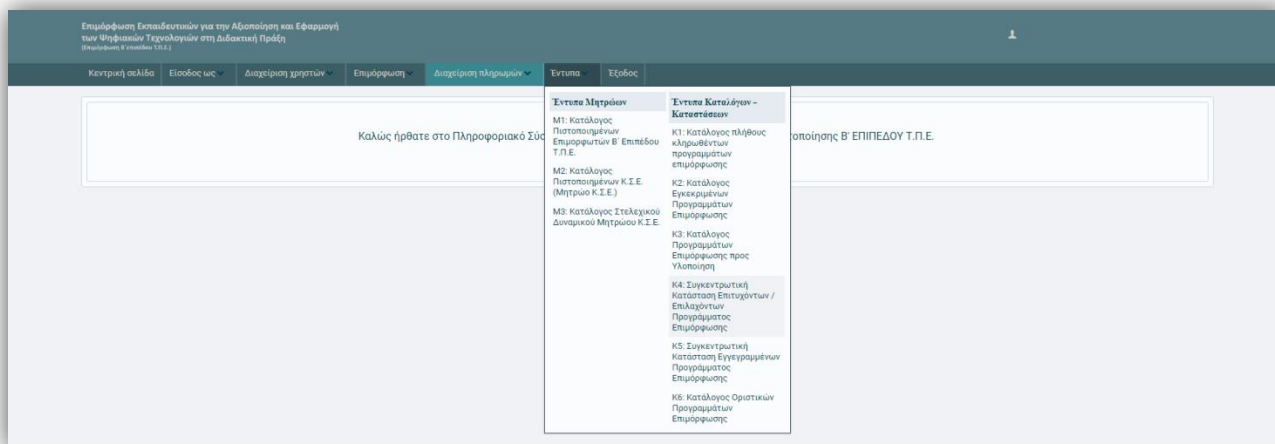 Επιμόρφωση Εκπαιδευτικών για την Αξιοποίηση και Εφαρμογή
των Ψηφιακών Τεχνολογιών στη Διδακτική Πράξη
(Επιμόρφωση Β' επιπέδου Τ.Π.Ε.)
Κεντρική σελίδα Είσοδος ως Διαχείριση χρηστών Επιμόρφωση Διαχείριση πληρωμών Έντυπα Έξοδος
Καλώς ήρθατε στο Πληροφοριακό Σύσ
οποίησης Β' ΕΠΙΠΕΔΟΥ Τ.Π.Ε.
Έντυπα Μητρώων
Μ1: Κατάλογος
Πιστοποιημένων
Επιμορφωτών Β' Επιπέδου
Τ.Π.Ε.
Μ2: Κατάλογος
Πιστοποιημένων Κ.Σ.Ε.
(Μητρώο Κ.Σ.Ε.)
Μ3: Κατάλογος Στελεχικού
Δυναμικού Μητρώου Κ.Σ.Ε.
Έντυπα Καταλόγων –
Καταστάσεων
Κ1: Κατάλογος πλήθους
κληρωθέντων
προγραμμάτων
επιμόρφωσης
Κ2: Κατάλογος
Εγκεκριμένων
Προγραμμάτων
Επιμόρφωσης
Κ3: Κατάλογος
Προγραμμάτων
Επιμόρφωσης προς
Υλοποίηση
Κ4: Συγκεντρωτική
Κατάσταση Επιτυχόντων /
Επιλαχόντων
Προγράμματος
Επιμόρφωσης
Κ5: Συγκεντρωτική
Κατάσταση Εγγεγραμμένων
Προγράμματος
Επιμόρφωσης
Κ6: Κατάλογος Οριστικών
Προγραμμάτων
Επιμόρφωσης